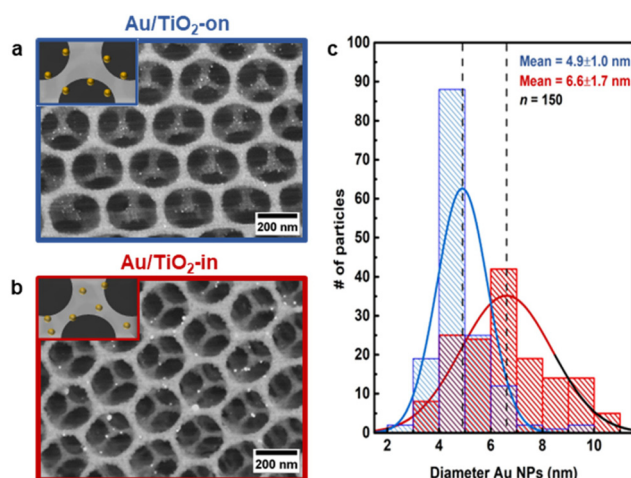 Au/TiO₂-on
a
200 nm
Au/TiO₂-in
b
200 nm
c
Mean = 4.9±1.0 nm
Mean = 6.6±1.7 nm
n = 150
# of particles
100
90
80
70
60
50
40
30
20
10
0
2 4 6 8 10
Diameter Au NPs (nm)